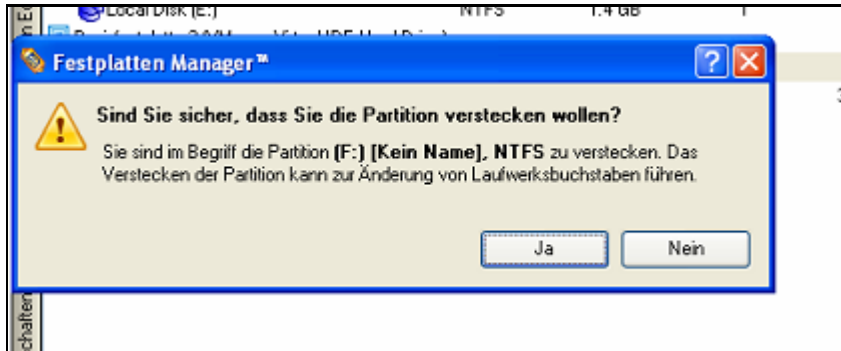 Local Disk (E:) NTFS 1.4 GB 1
Festplatten Manager™
Sind Sie sicher, dass Sie die Partition verstecken wollen?
Sie sind im Begriff die Partition (F:) [Kein Name], NTFS zu verstecken. Das
Verstecken der Partition kann zur Änderung von Laufwerksbuchstaben führen.
Ja Nein